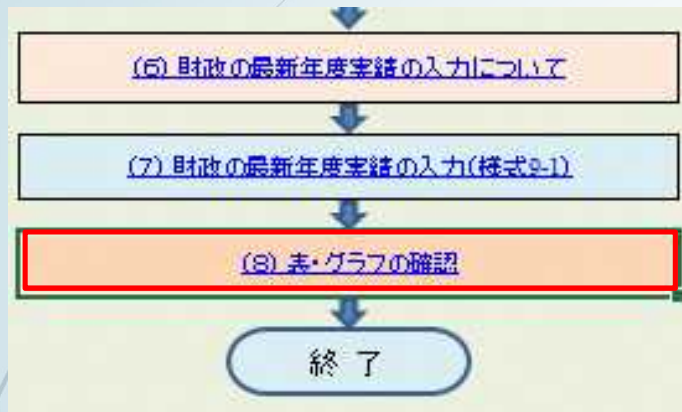 (6) 財政の最新年度実績の入力について
(7) 財政の最新年度実績の入力(様式9-1)
(8) 表・グラフの確認
終 了